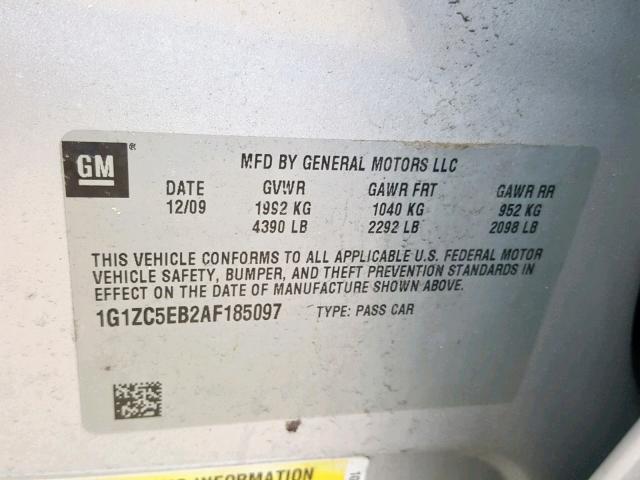 GM®
MFD BY GENERAL MOTORS LLC
DATE GVWR GAWR FRT GAWR RR
12/09 1992 KG 1040 KG 952 KG
4390 LB 2292 LB 2098 LB
THIS VEHICLE CONFORMS TO ALL APPLICABLE U.S. FEDERAL MOTOR
VEHICLE SAFETY, BUMPER, AND THEFT PREVENTION STANDARDS IN
EFFECT ON THE DATE OF MANUFACTURE SHOWN ABOVE.
1G1ZC5EB2AF185097 TYPE: PASS CAR
INFORMATION